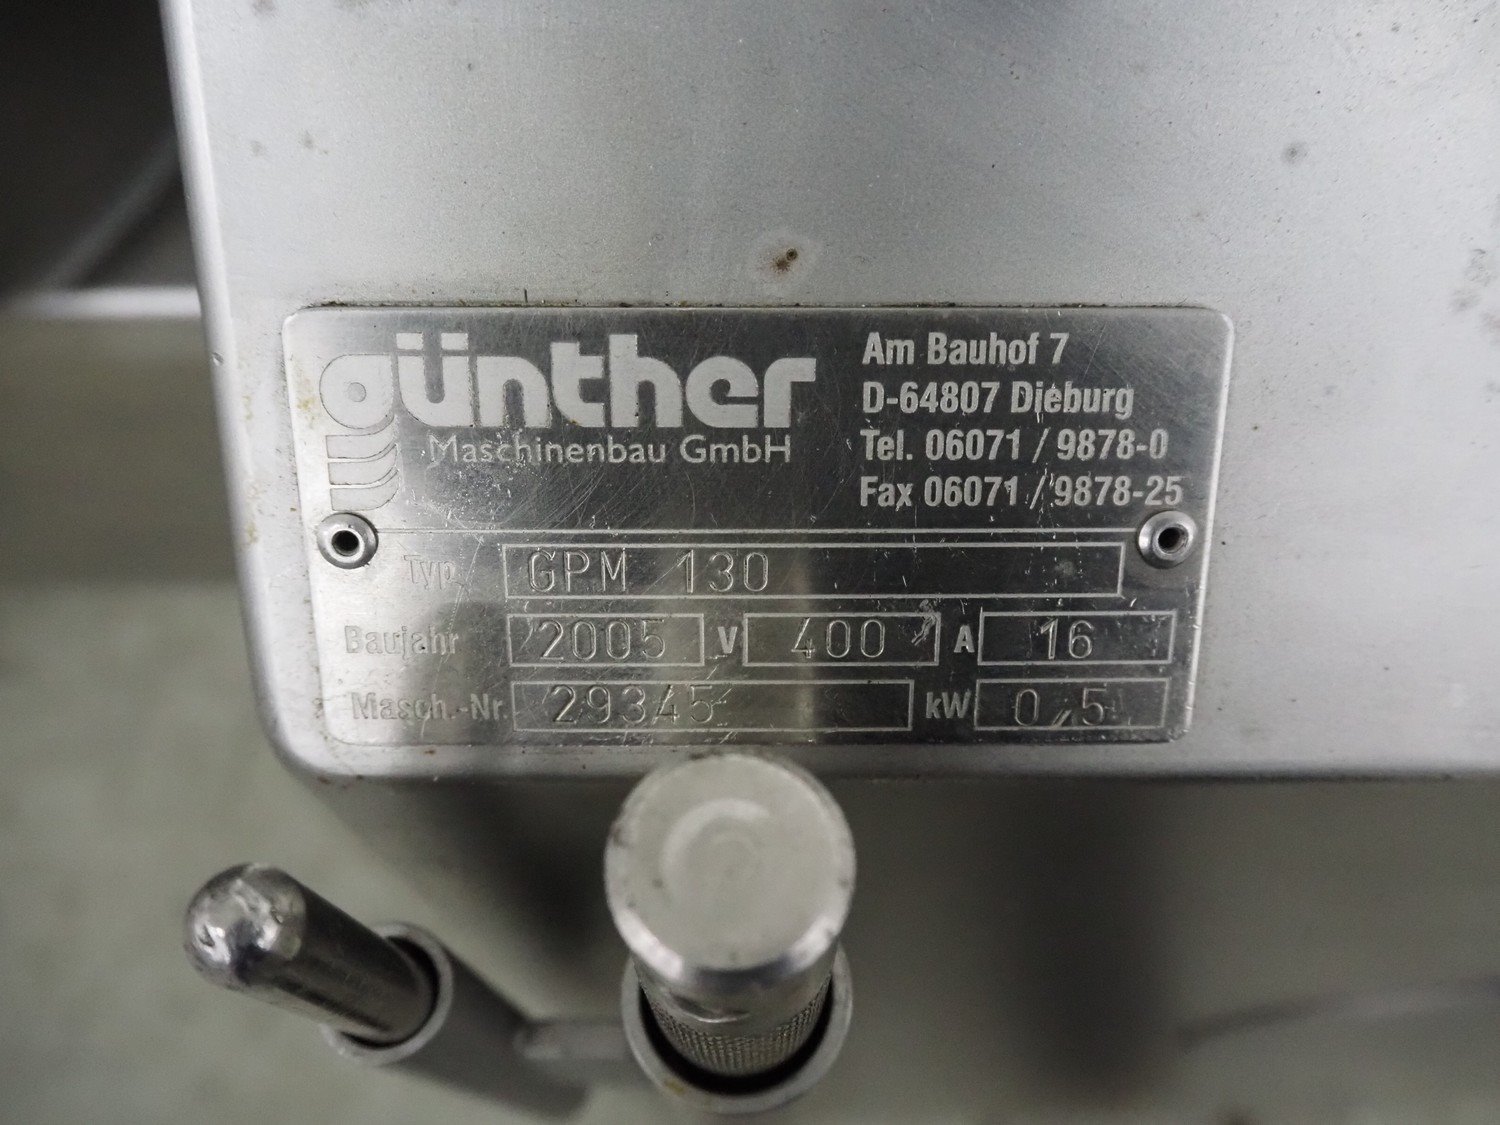 günther
Maschinenbau GmbH
Am Bauhof 7
D-64807 Dieburg
Tel. 06071 / 9878-0
Fax 06071 / 9878-25
Typ GPM 130
Baujahr 2005 V 400 A 16
Masch.-Nr. 29345 kW 0,5